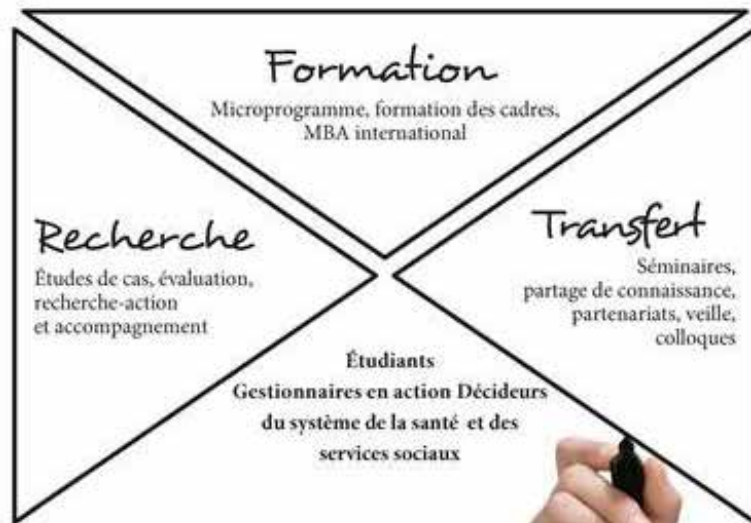 Formation
Microprogramme, formation des cadres,
MBA international
Recherche
Études de cas, évaluation,
recherche-action
et accompagnement
Transfert
Séminaires,
partage de connaissance,
partenariats, veille,
colloques
Étudiants
Gestionnaires en action Décideurs
du système de la santé et des
services sociaux